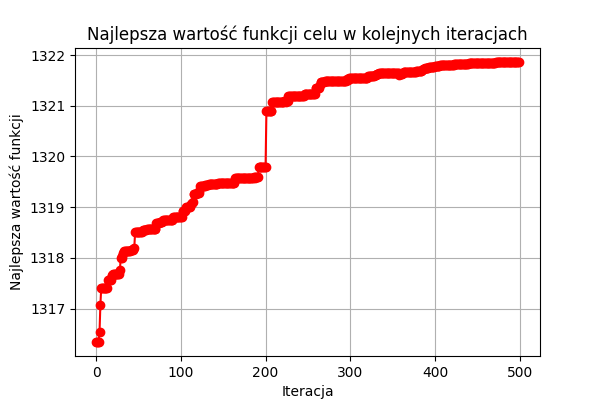 Najlepsza wartość funkcji celu w kolejnych iteracjach
Najlepsza wartość funkcji
1322
1321
1320
1319
1318
1317
0 100 200 300 400 500
Iteracja